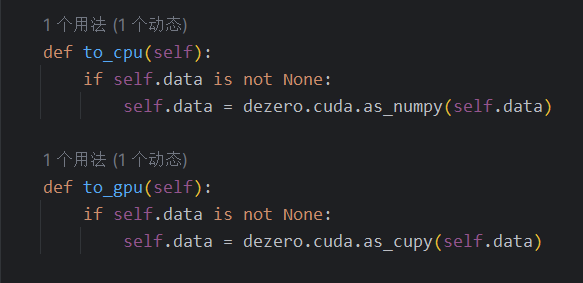 1 个用法 (1 个动态)
def to_cpu(self):
    if self.data is not None:
        self.data = dezero.cuda.as_numpy(self.data)
1 个用法 (1 个动态)
def to_gpu(self):
    if self.data is not None:
        self.data = dezero.cuda.as_cupy(self.data)